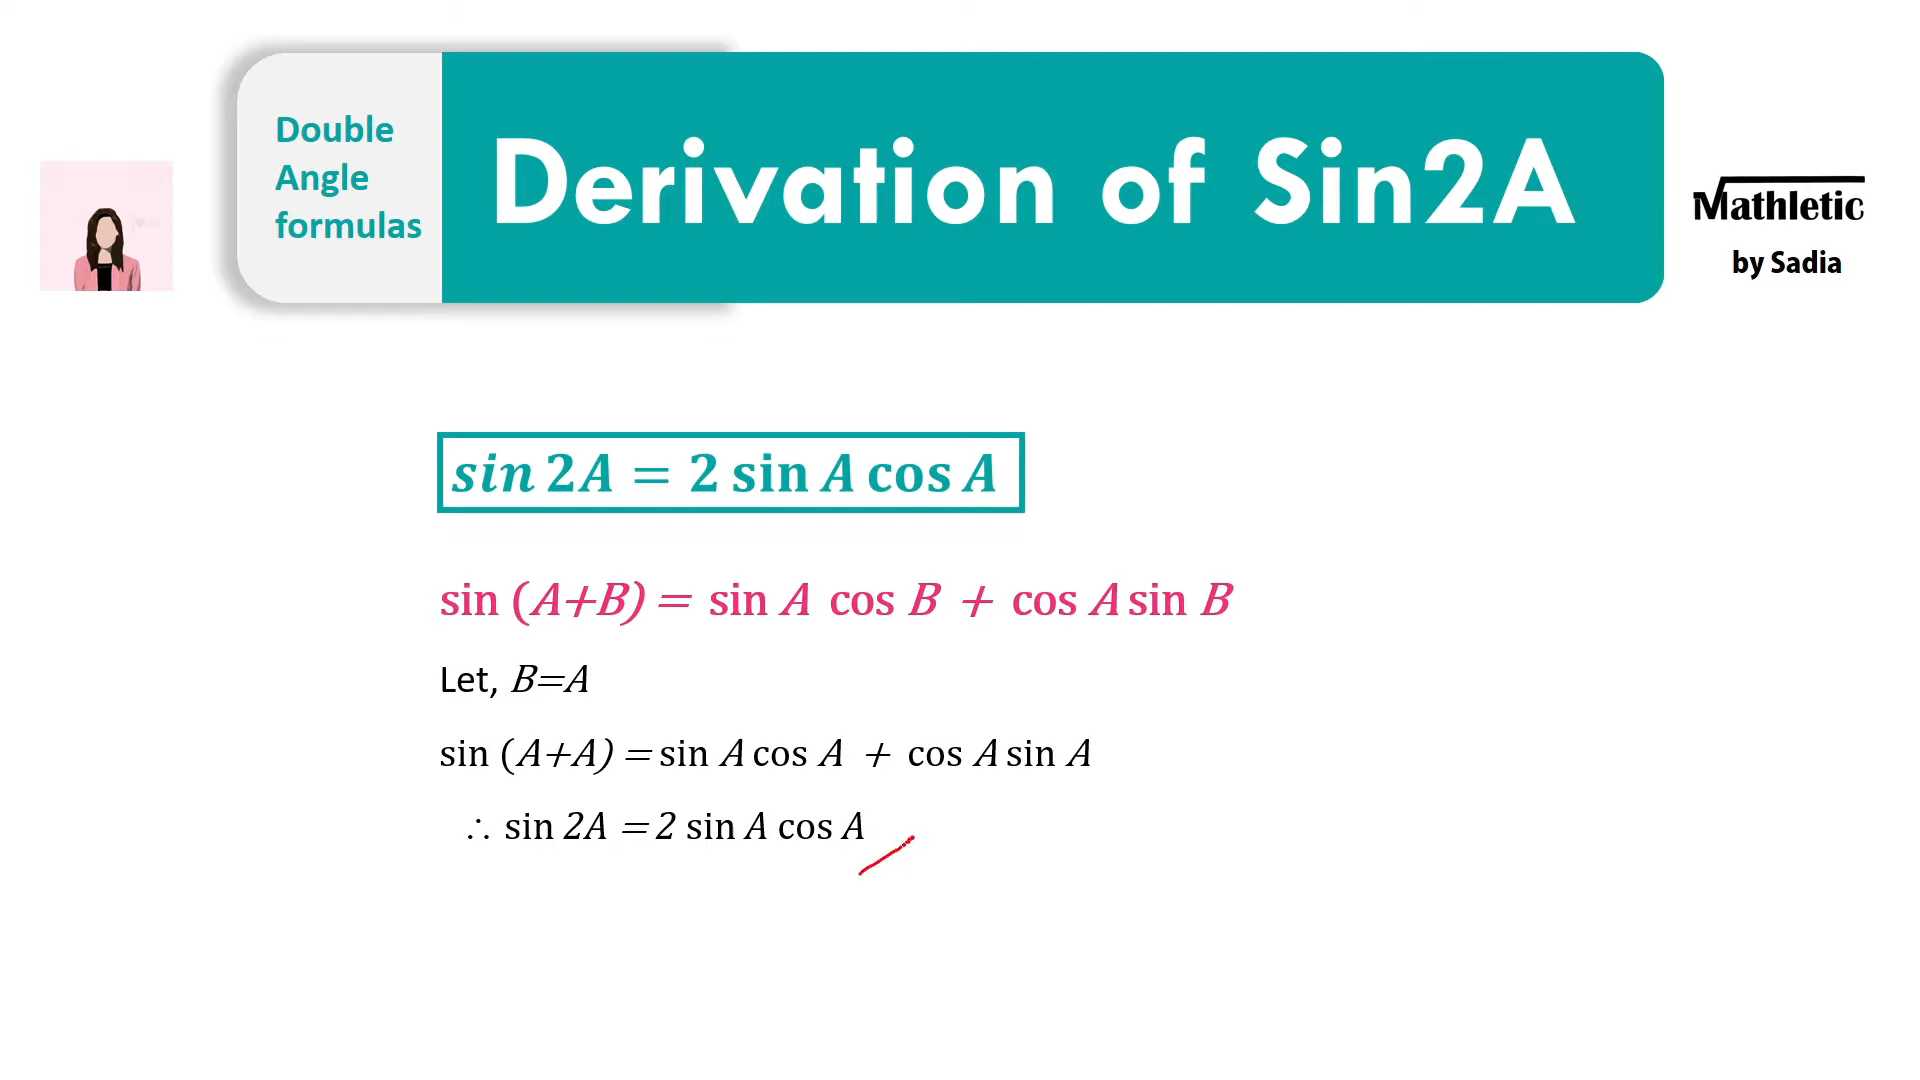 Double
Angle
formulas
Derivation of Sin2A
Mathletic
by Sadia
sin 2A = 2 sin A cos A
sin (A+B) = sin A cos B + cos A sin B
Let, B=A
sin (A+A) = sin A cos A + cos A sin A
∴ sin 2A = 2 sin A cos A